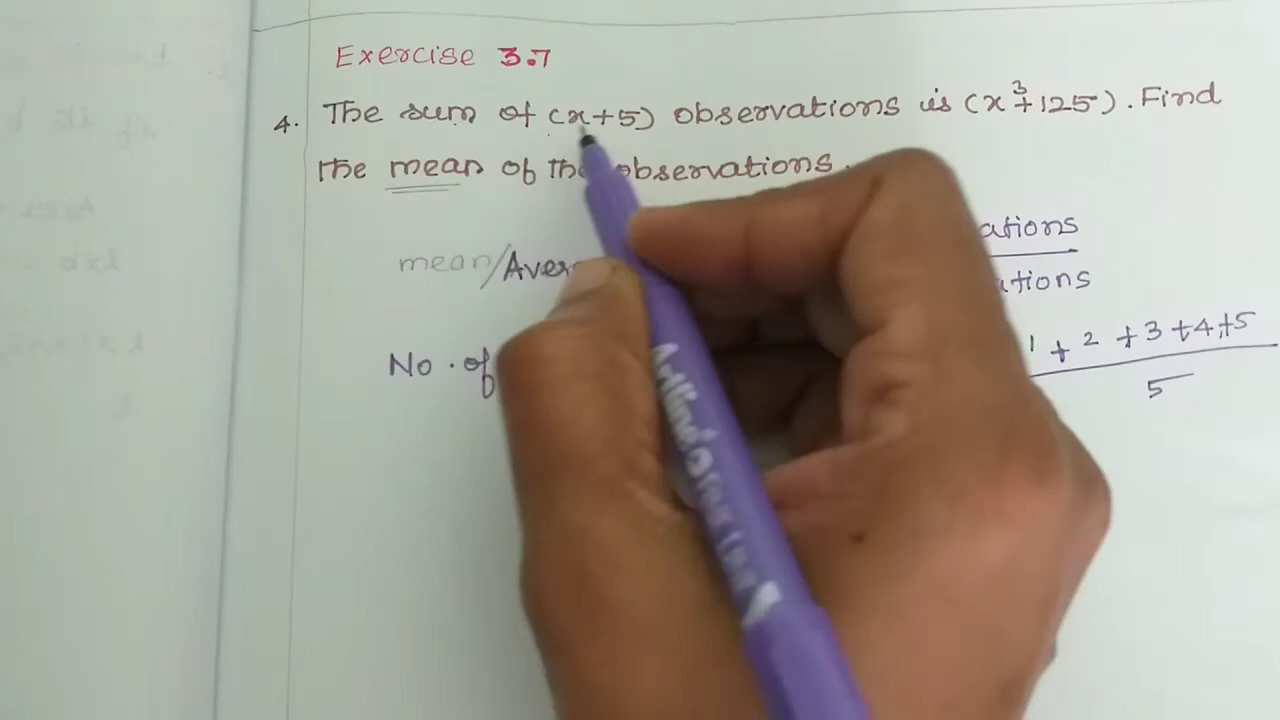 Exercise 3.7
4. The sum of (x+5) observations is (x³+125). Find
the mean of the observations.
ations
mean/Aver
ations
1 + 2 + 3 + 4 + 5
No. of
5
Artline